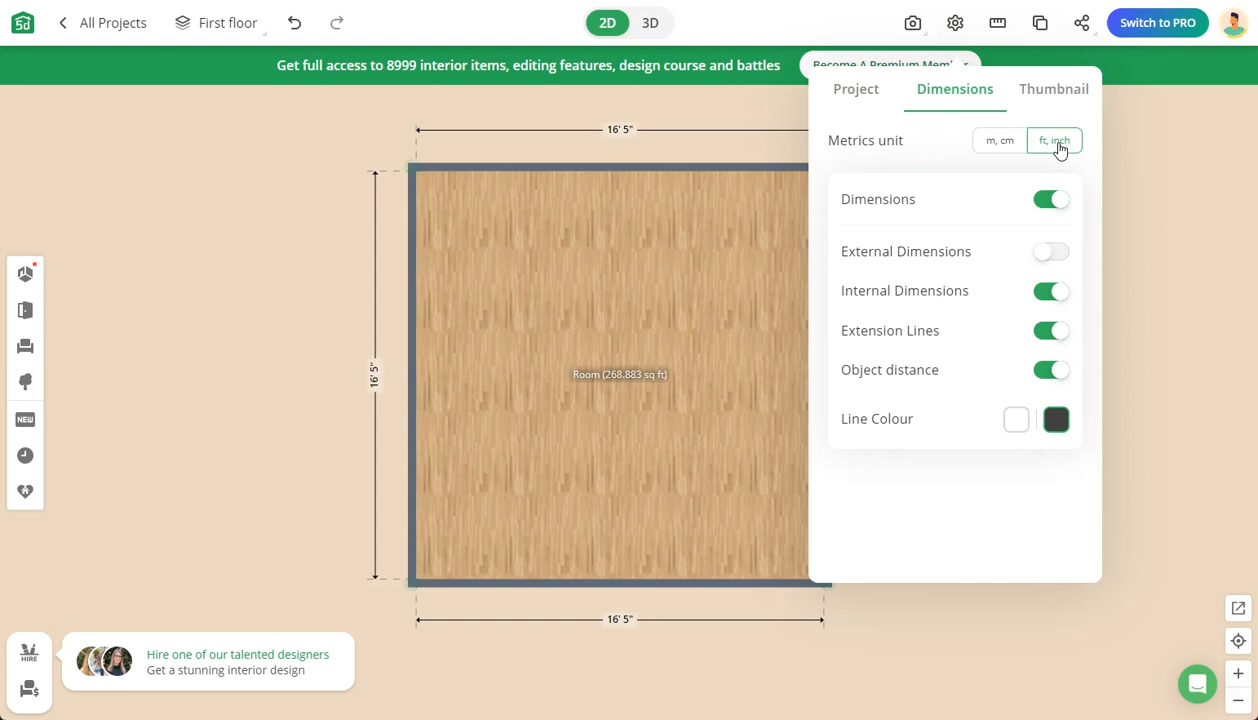 5d
All Projects
First floor
2D
3D
Switch to PRO
Get full access to 8999 interior items, editing features, design course and battles
Become A Premium
Project
Dimensions
Thumbnail
Metrics unit
m, cm
ft, inch
Dimensions
External Dimensions
Internal Dimensions
Extension Lines
Object distance
Line Colour
16' 5"
16' 5"
Room (268.883 sq ft)
16' 5"
NEW
HIRE
Hire one of our talented designers
Get a stunning interior design